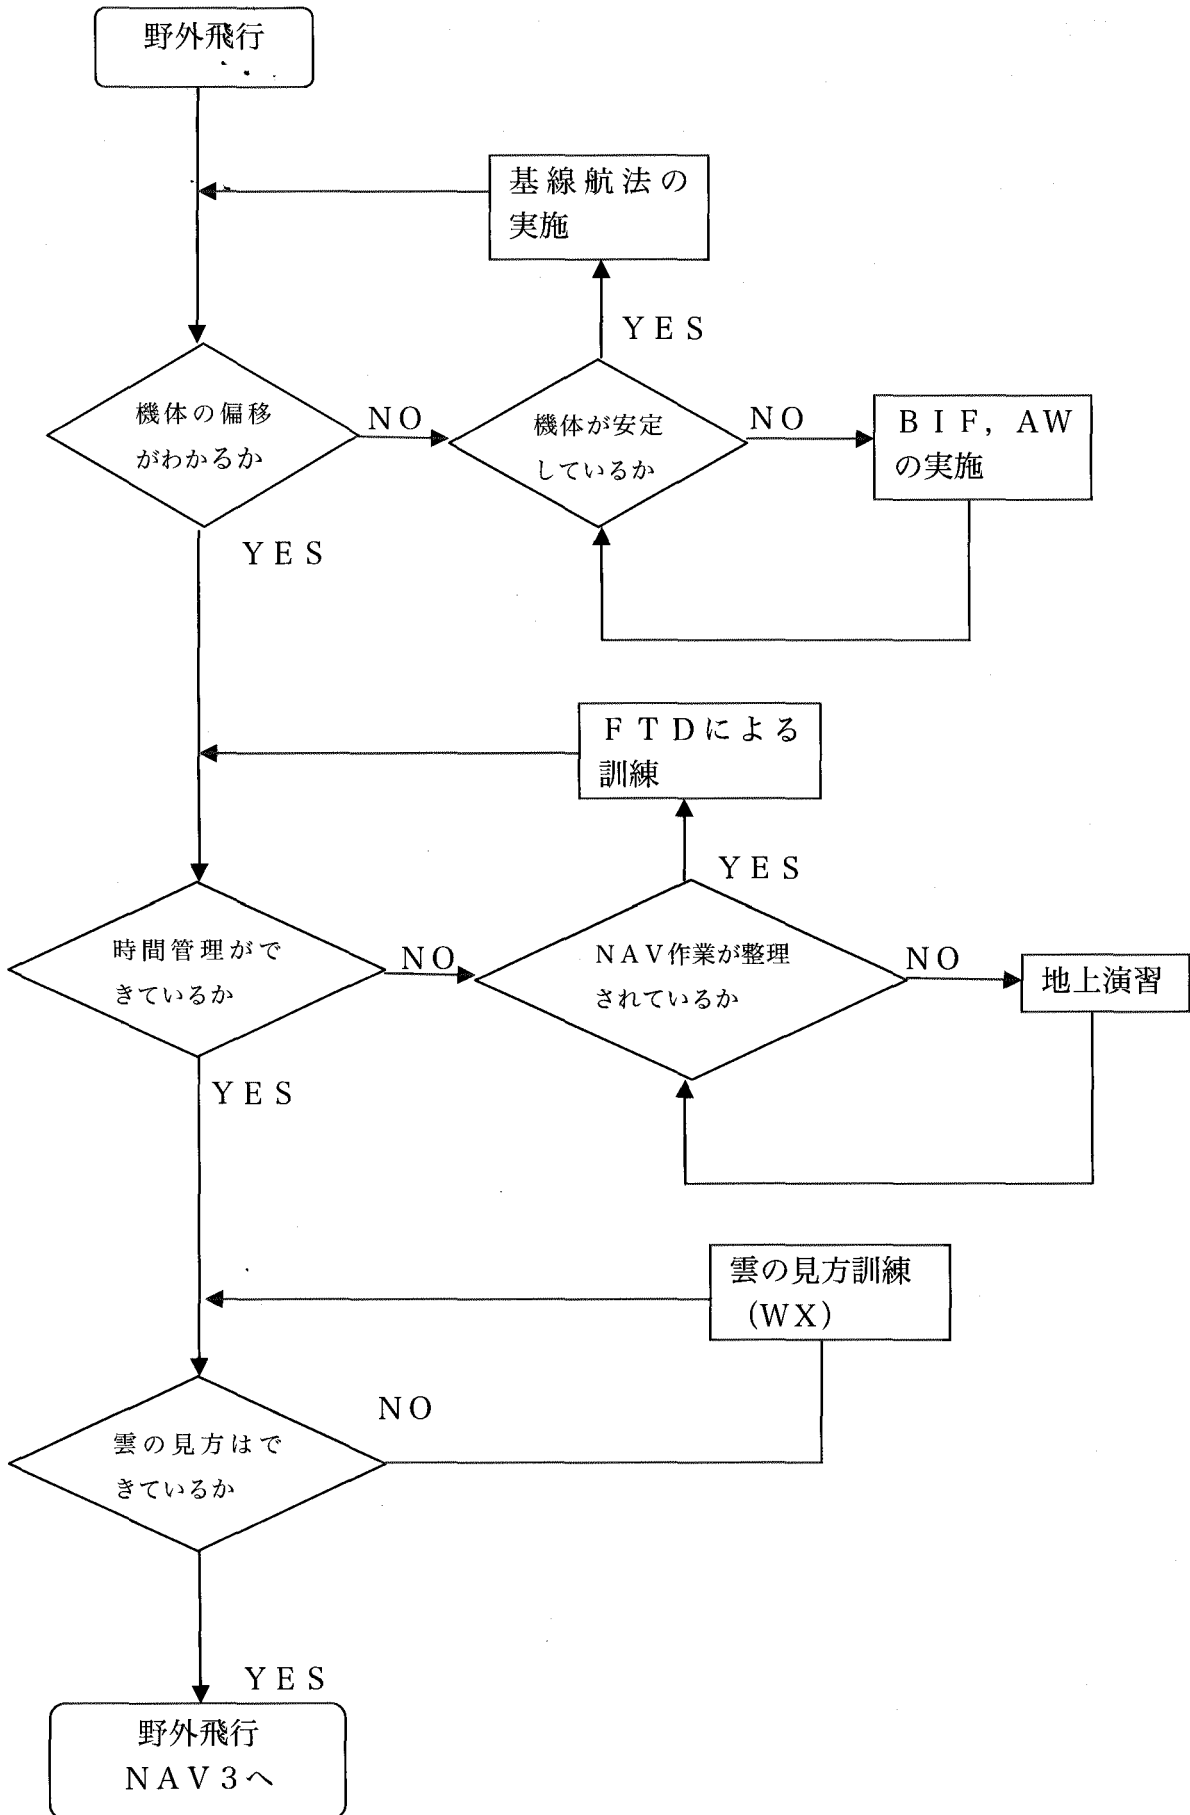 野外飛行
基線航法の
実施
YES
機体の偏移
がわかるか
NO
機体が安定
しているか
NO
BIF, AW
の実施
YES
FTDによる
訓練
YES
時間管理がで
きているか
NO
NAV作業が整理
されているか
NO
地上演習
YES
雲の見方訓練
(WX)
NO
雲の見方はで
きているか
YES
野外飛行
NAV3へ